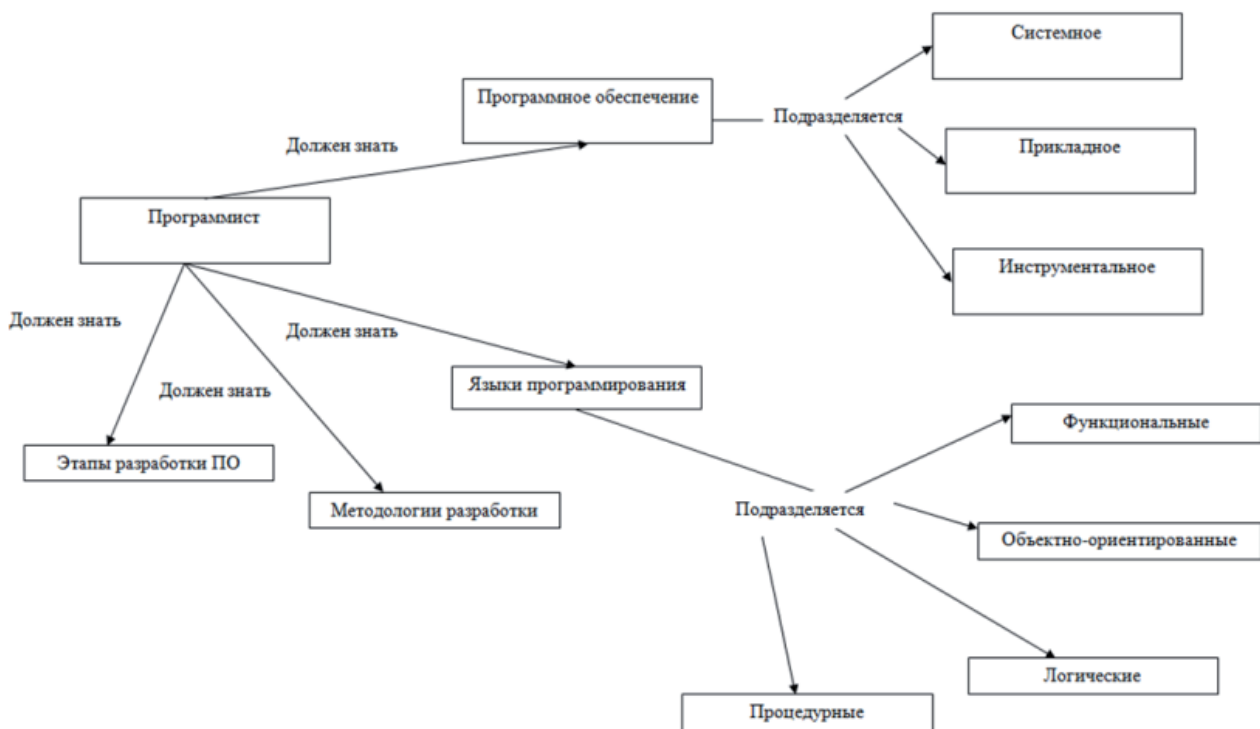 Системное
Программное обеспечение
Подразделяется
Должен знать
Прикладное
Программист
Инструментальное
Должен знать
Должен знать
Языки программирования
Должен знать
Функциональные
Этапы разработки ПО
Методологии разработки
Подразделяется
Объектно-ориентированные
Логические
Процедурные